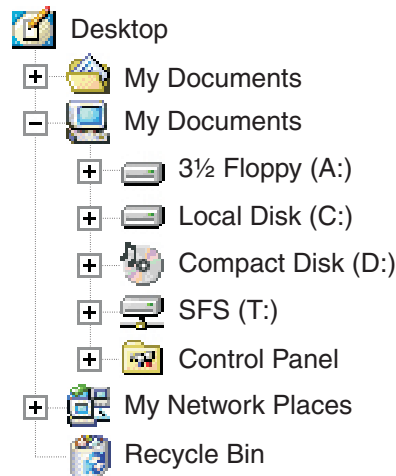 Desktop
My Documents
My Documents
3½ Floppy (A:)
Local Disk (C:)
Compact Disk (D:)
SFS (T:)
Control Panel
My Network Places
Recycle Bin